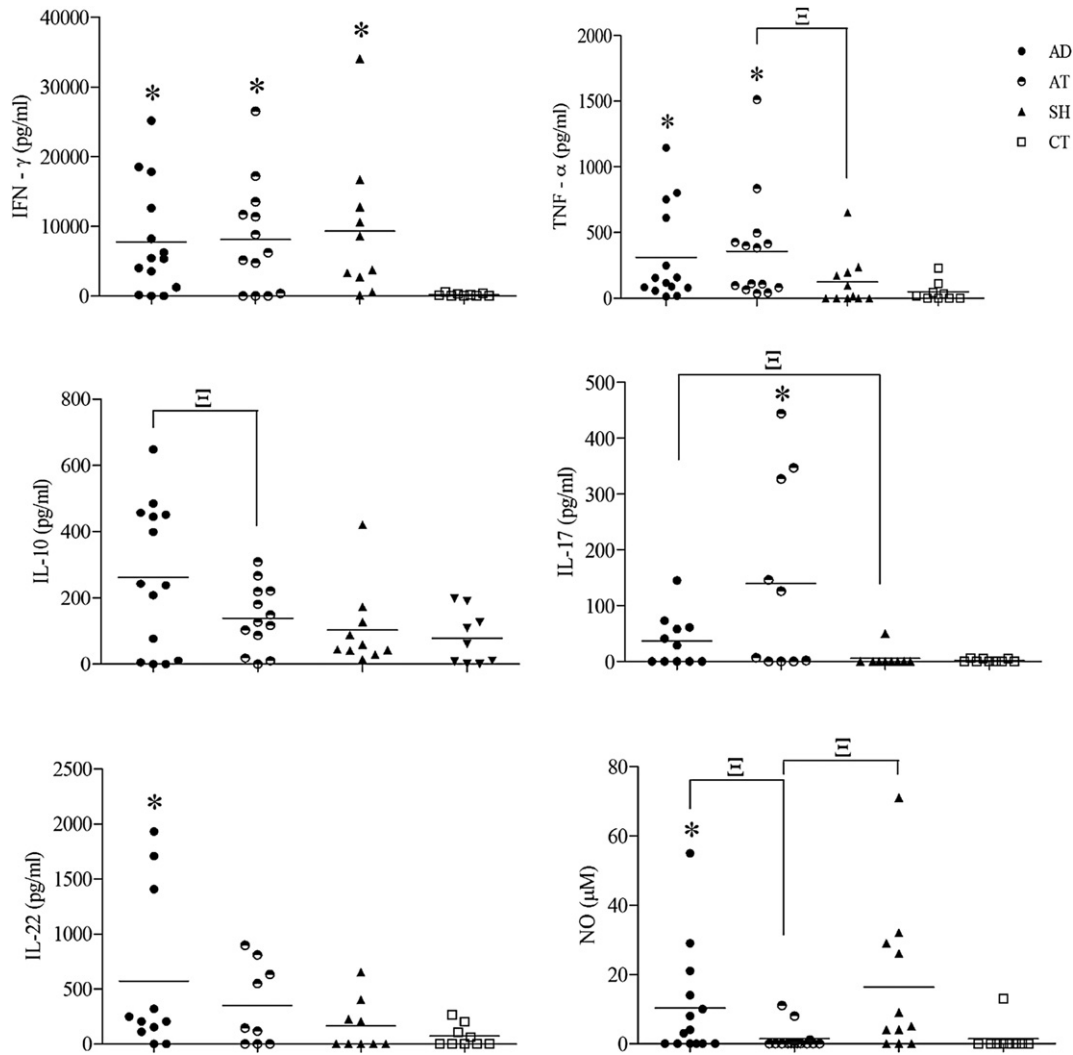 IFN - γ (pg/ml)
40000
30000
20000
10000
0
*
*
*
TNF - α (pg/ml)
2000
1500
1000
500
0
*
*
Ξ
AD
AT
SH
CT
IL-10 (pg/ml)
800
600
400
200
0
Ξ
IL-17 (pg/ml)
500
400
300
200
100
0
Ξ
*
IL-22 (pg/ml)
2500
2000
1500
1000
500
0
*
NO (μM)
80
60
40
20
0
*
Ξ
Ξ